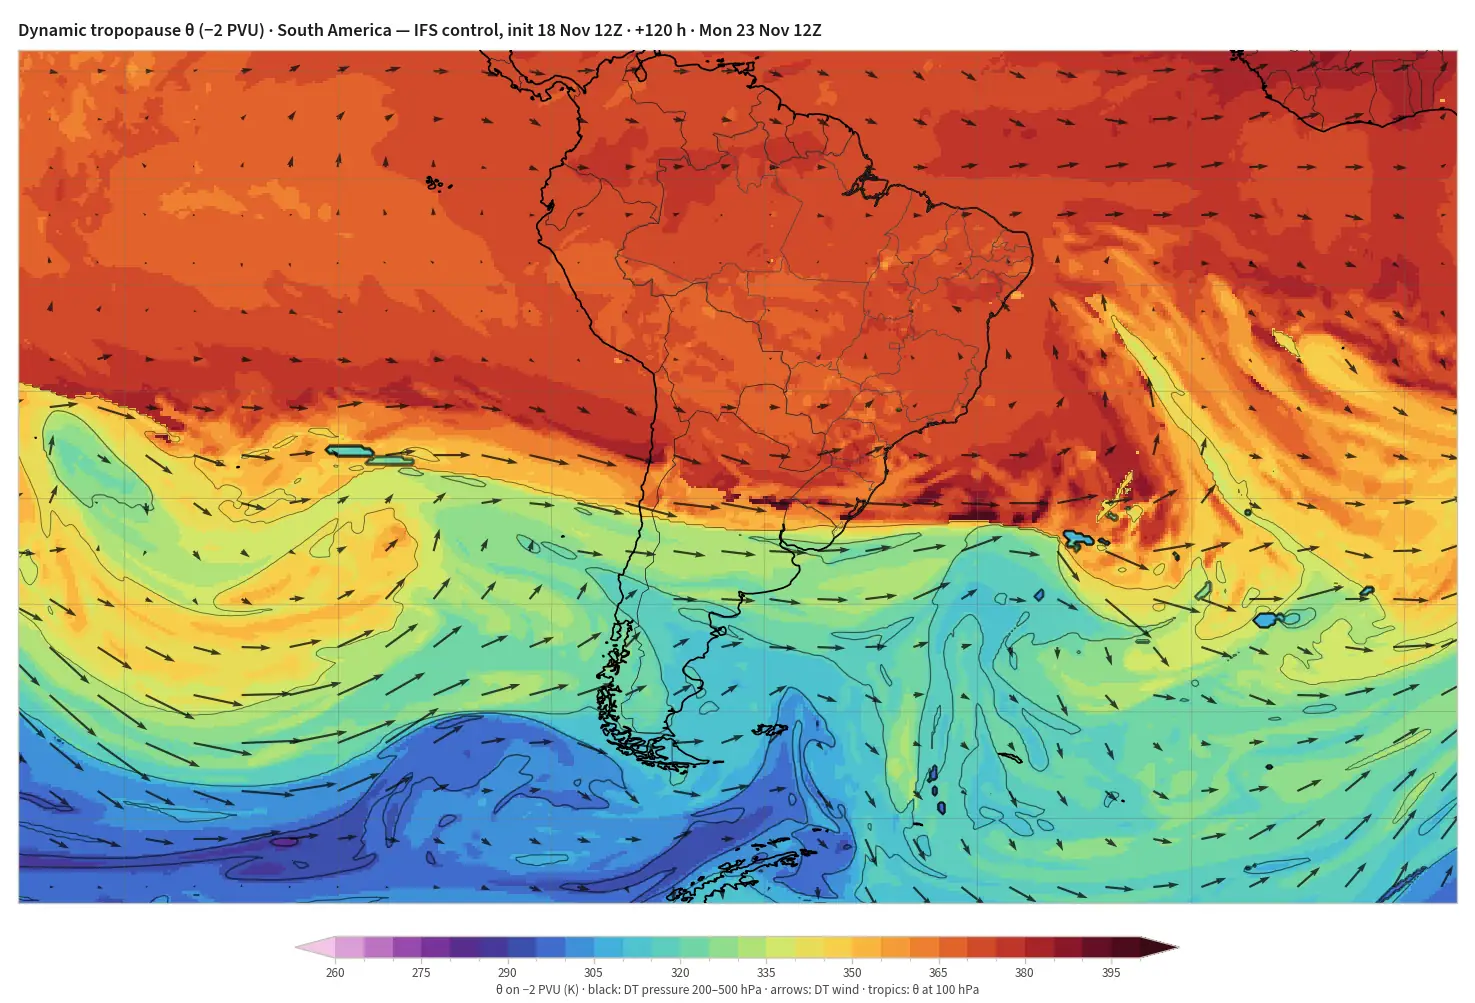 Dynamic tropopause θ (−2 PVU) · South America — IFS control, init 18 Nov 12Z · +120 h · Mon 23 Nov 12Z
260 275 290 305 320 335 350 365 380 395
θ on −2 PVU (K) · black: DT pressure 200–500 hPa · arrows: DT wind · tropics: θ at 100 hPa